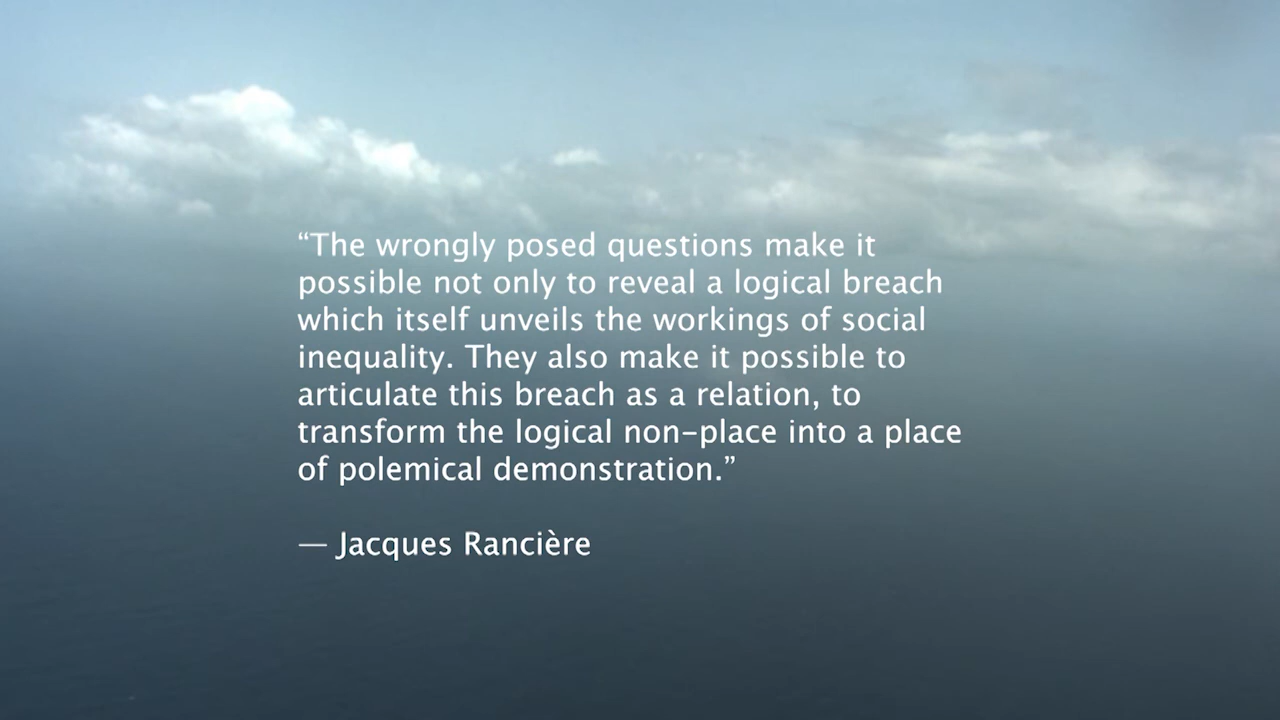 “The wrongly posed questions make it
possible not only to reveal a logical breach
which itself unveils the workings of social
inequality. They also make it possible to
articulate this breach as a relation, to
transform the logical non–place into a place
of polemical demonstration.”
— Jacques Rancière